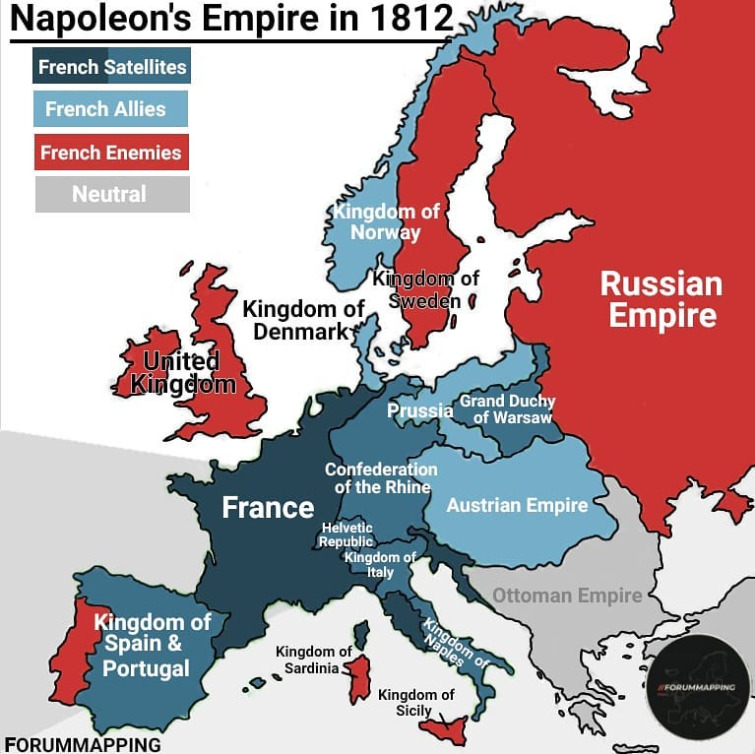 Napoleon's Empire in 1812
French Satellites
French Allies
French Enemies
Neutral
Kingdom of
Norway
Kingdom of
Sweden
Russian
Empire
Kingdom of
Denmark
United
Kingdom
Prussia
Grand Duchy
of Warsaw
Confederation
of the Rhine
France
Austrian Empire
Helvetic
Republic
Kingdom of
Italy
Ottoman Empire
Kingdom of
Spain &
Portugal
Kingdom of
Naples
Kingdom of
Sardinia
Kingdom of
Sicily
#FORUMMAPPING
FORUMMAPPING